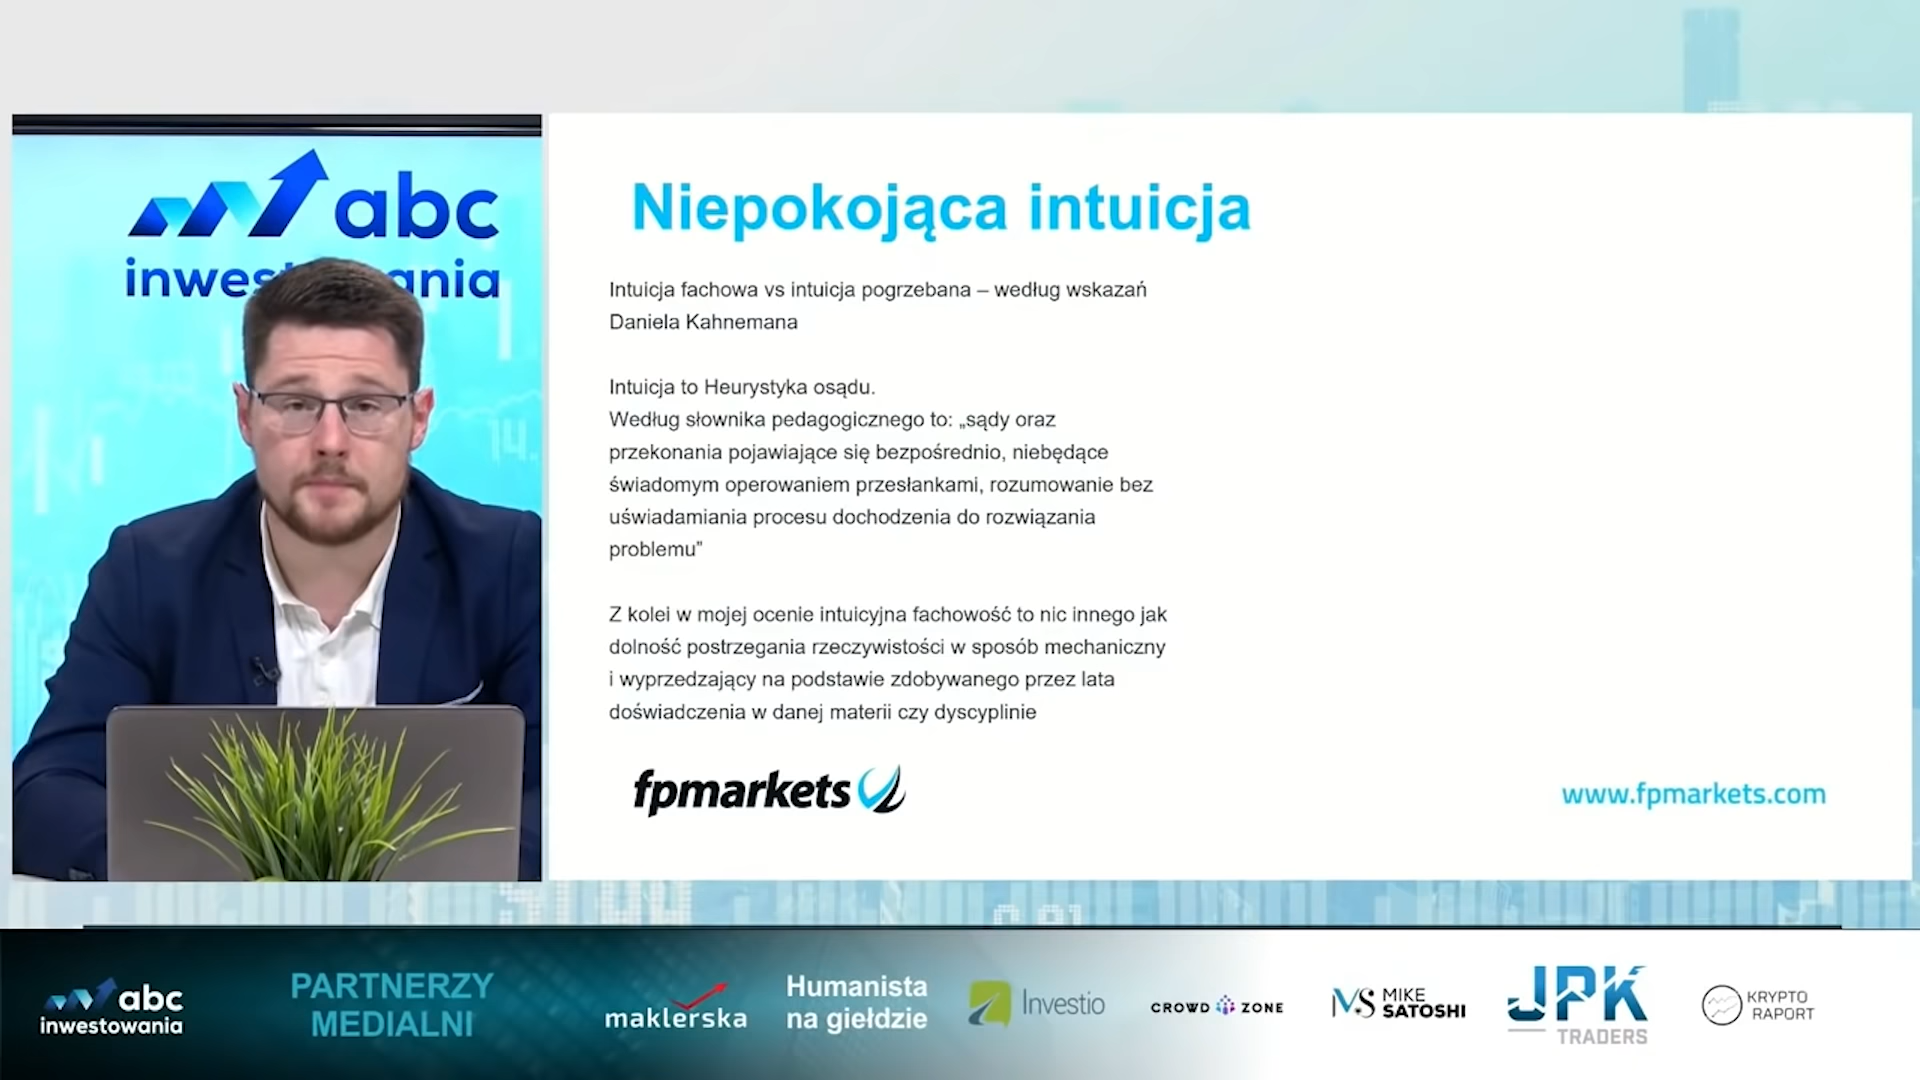 abc
inwestowania
Niepokojąca intuicja
Intuicja fachowa vs intuicja pogrzebana – według wskazań
Daniela Kahnemana
Intuicja to Heurystyka osądu.
Według słownika pedagogicznego to: „sądy oraz
przekonania pojawiające się bezpośrednio, niebędące
świadomym operowaniem przesłankami, rozumowanie bez
uświadamiania procesu dochodzenia do rozwiązania
problemu”
Z kolei w mojej ocenie intuicyjna fachowość to nic innego jak
dolność postrzegania rzeczywistości w sposób mechaniczny
i wyprzedzający na podstawie zdobywanego przez lata
doświadczenia w danej materii czy dyscyplinie
fpmarkets
www.fpmarkets.com
abc
inwestowania
PARTNERZY
MEDIALNI
maklerska
Humanista
na giełdzie
Investio
CROWD ZONE
MS MIKE
SATOSHI
JPK
TRADERS
KRYPTO
RAPORT